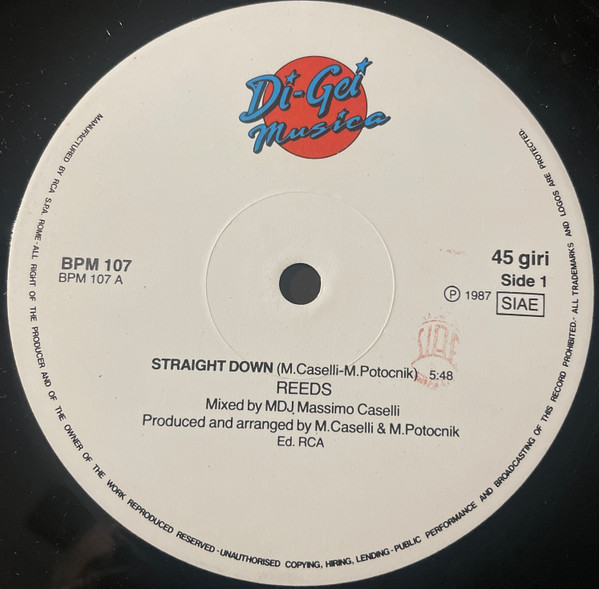 Di-Gei
Musica
BPM 107
BPM 107 A
45 giri
Side 1
Ⓟ 1987 SIAE
SIAE
STRAIGHT DOWN (M.Caselli-M.Potocnik) 5:48
REEDS
Mixed by MDJ Massimo Caselli
Produced and arranged by M.Caselli & M.Potocnik
Ed. RCA
MANUFACTURED BY RCA S.P.A. ROME-ALL RIGHT OF THE PRODUCER AND OF THE OWNER OF THE WORK REPRODUCED RESERVED-UNAUTHORISED COPYING, HIRING, LENDING-PUBLIC PERFORMANCE AND BROADCASTING OF THIS RECORD PROHIBITED.-ALL TRADEMARKS AND LOGOS ARE PROTECTED.